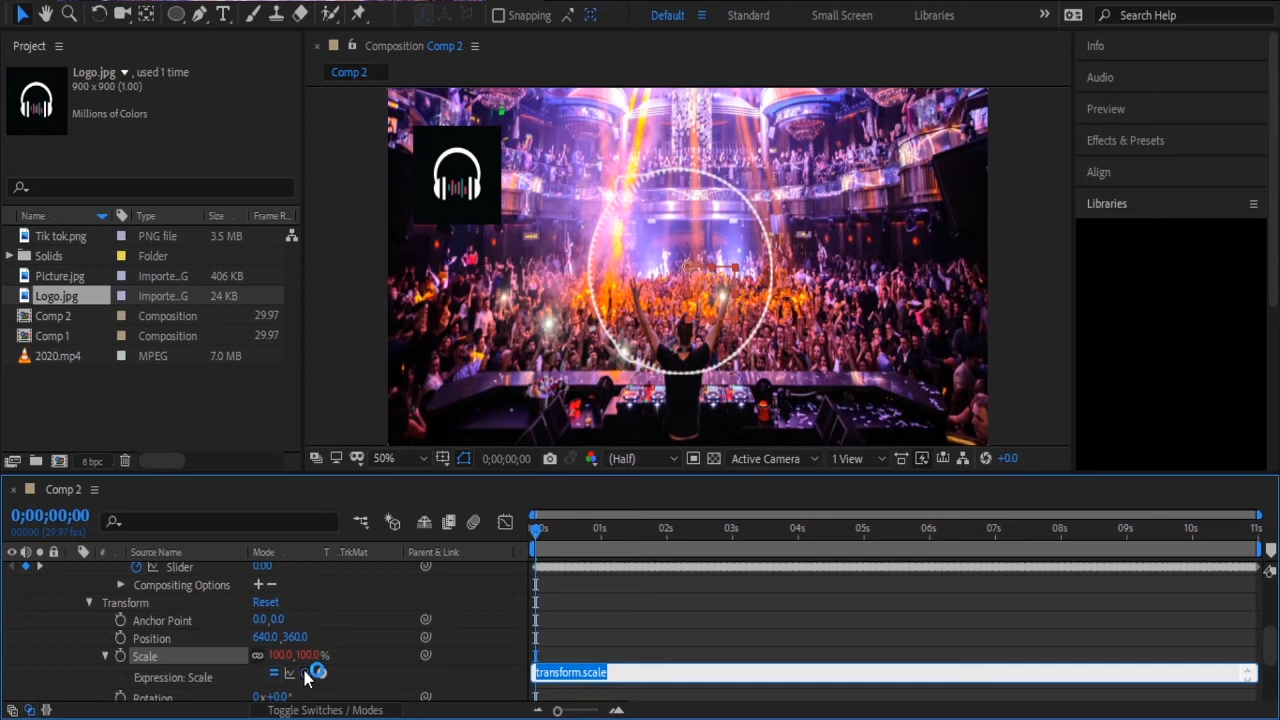 Snapping
Default
Standard
Small Screen
Libraries
Search Help
Project
Composition Comp 2
Info
Comp 2
Logo.jpg , used 1 time
900 x 900 (1.00)
Millions of Colors
Audio
Preview
Effects & Presets
Align
Libraries
Name
Type
Size
Frame R...
Tik tok.png
PNG file
3.5 MB
Solids
Folder
Picture.jpg
Importe...G
406 KB
Logo.jpg
Importe...G
24 KB
Comp 2
Composition
29.97
Comp 1
Composition
29.97
2020.mp4
MPEG
7.0 MB
8 bpc
50%
0;00;00;00
(Half)
Active Camera
1 View
+0.0
Comp 2
0;00;00;00
00000 (29.97 fps)
00s
01s
02s
03s
04s
05s
06s
07s
08s
09s
10s
11s
#
Source Name
Mode
T
.TrkMat
Parent & Link
Slider
0.00
Compositing Options
Transform
Reset
Anchor Point
0.0,0.0
Position
640.0,360.0
Scale
100.0,100.0%
Expression: Scale
transform.scale
Rotation
0x+0.0°
Toggle Switches / Modes